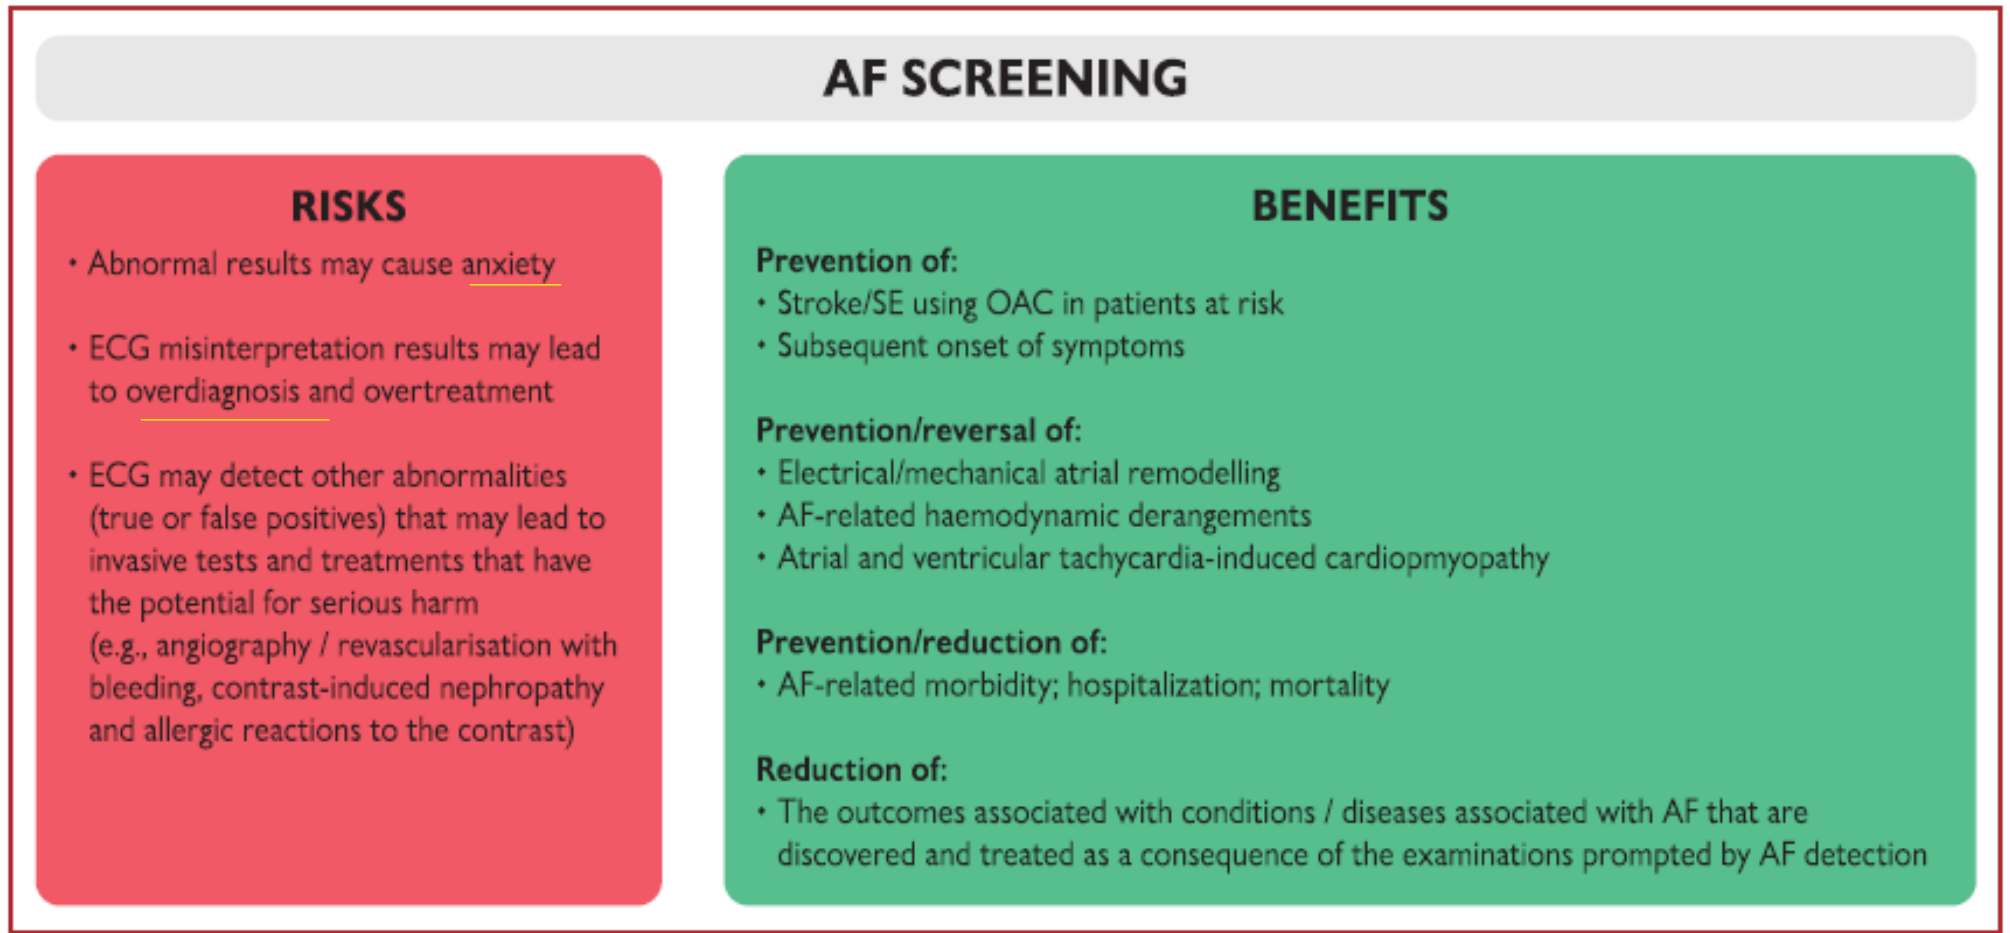 AF SCREENING
RISKS
• Abnormal results may cause anxiety
• ECG misinterpretation results may lead
to overdiagnosis and overtreatment
• ECG may detect other abnormalities
(true or false positives) that may lead to
invasive tests and treatments that have
the potential for serious harm
(e.g., angiography / revascularisation with
bleeding, contrast-induced nephropathy
and allergic reactions to the contrast)
BENEFITS
Prevention of:
• Stroke/SE using OAC in patients at risk
• Subsequent onset of symptoms
Prevention/reversal of:
• Electrical/mechanical atrial remodelling
• AF-related haemodynamic derangements
• Atrial and ventricular tachycardia-induced cardiopmyopathy
Prevention/reduction of:
• AF-related morbidity; hospitalization; mortality
Reduction of:
• The outcomes associated with conditions / diseases associated with AF that are
discovered and treated as a consequence of the examinations prompted by AF detection